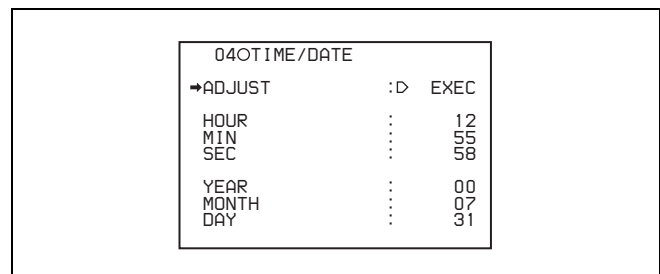 04○TIME/DATE
➡ADJUST :▷ EXEC
HOUR : 12
MIN : 55
SEC : 58
YEAR : 00
MONTH : 07
DAY : 31